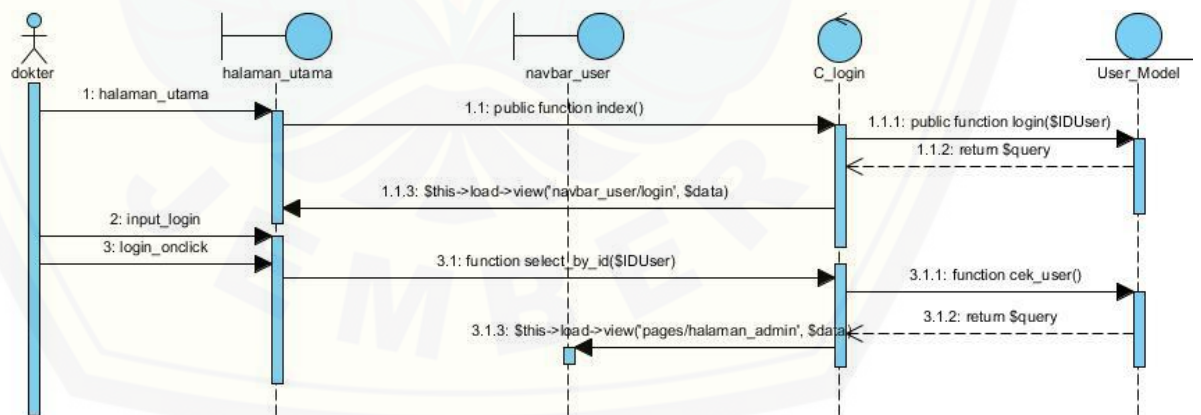 dokter
halaman_utama
navbar_user
C_login
User_Model
1: halaman_utama
1.1: public function index()
1.1.1: public function login($IDUser)
1.1.2: return $query
1.1.3: $this->load->view('navbar_user/login', $data)
2: input_login
3: login_onclick
3.1: function select_by_id($IDUser)
3.1.1: function cek_user()
3.1.2: return $query
3.1.3: $this->load->view('pages/halaman_admin', $data)
JEMBER